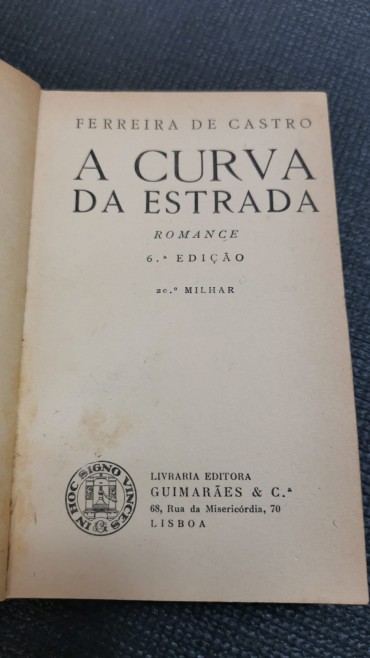 FERREIRA DE CASTRO
A CURVA
DA ESTRADA
ROMANCE
6.ª EDIÇÃO
20.º MILHAR
IN HOC SIGNO VINCES
LIVRARIA EDITORA
GUIMARÃES & C.ª
68, Rua da Misericórdia, 70
LISBOA